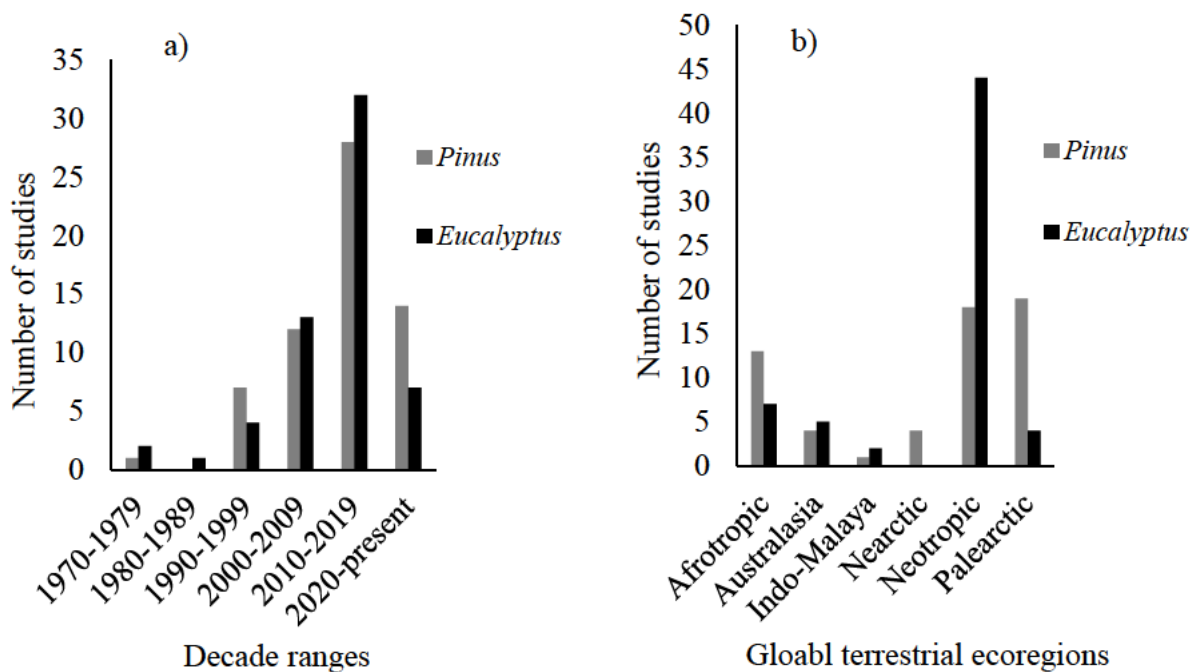 a)
Number of studies
35
30
25
20
15
10
5
0
1970-1979
1980-1989
1990-1999
2000-2009
2010-2019
2020-present
Decade ranges
Pinus
Eucalyptus
b)
Number of studies
50
45
40
35
30
25
20
15
10
5
0
Afrotropic
Australasia
Indo-Malaya
Nearctic
Neotropic
Palearctic
Gloabl terrestrial ecoregions
Pinus
Eucalyptus